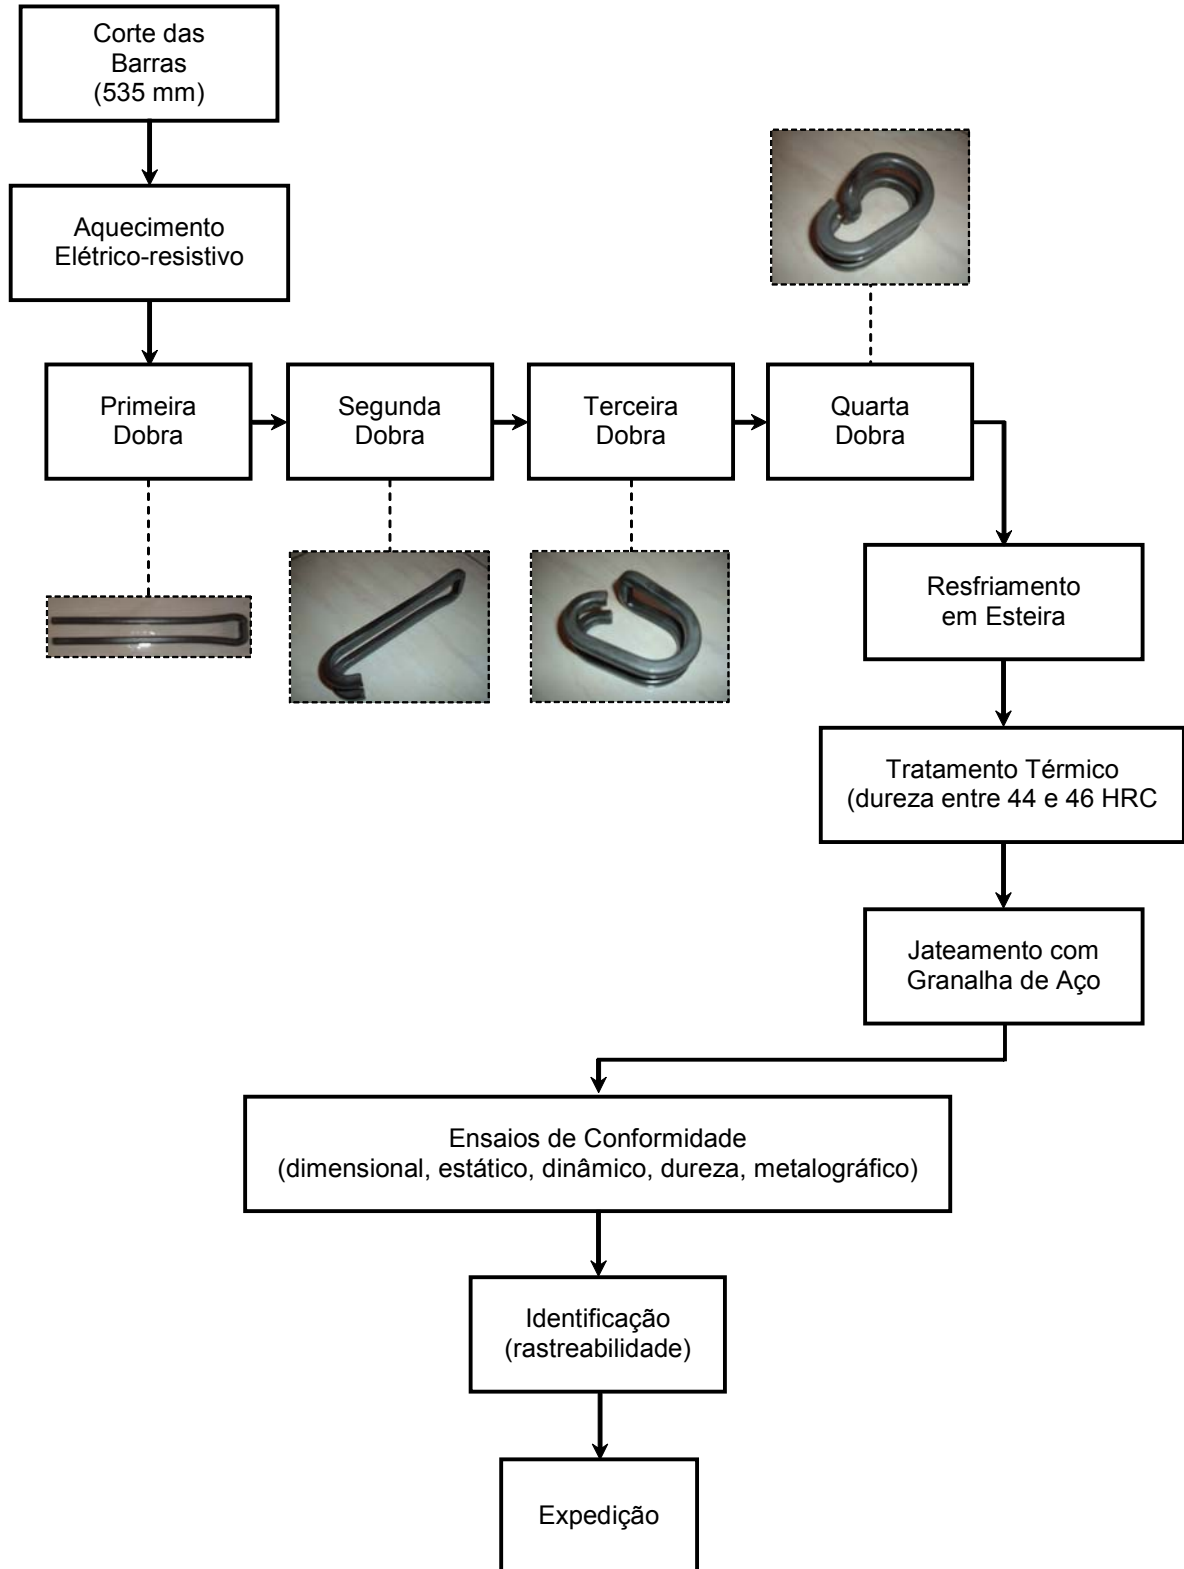 Corte das
Barras
(535 mm)
Aquecimento
Elétrico-resistivo
Primeira
Dobra
Segunda
Dobra
Terceira
Dobra
Quarta
Dobra
Resfriamento
em Esteira
Tratamento Térmico
(dureza entre 44 e 46 HRC
Jateamento com
Granalha de Aço
Ensaios de Conformidade
(dimensional, estático, dinâmico, dureza, metalográfico)
Identificação
(rastreabilidade)
Expedição